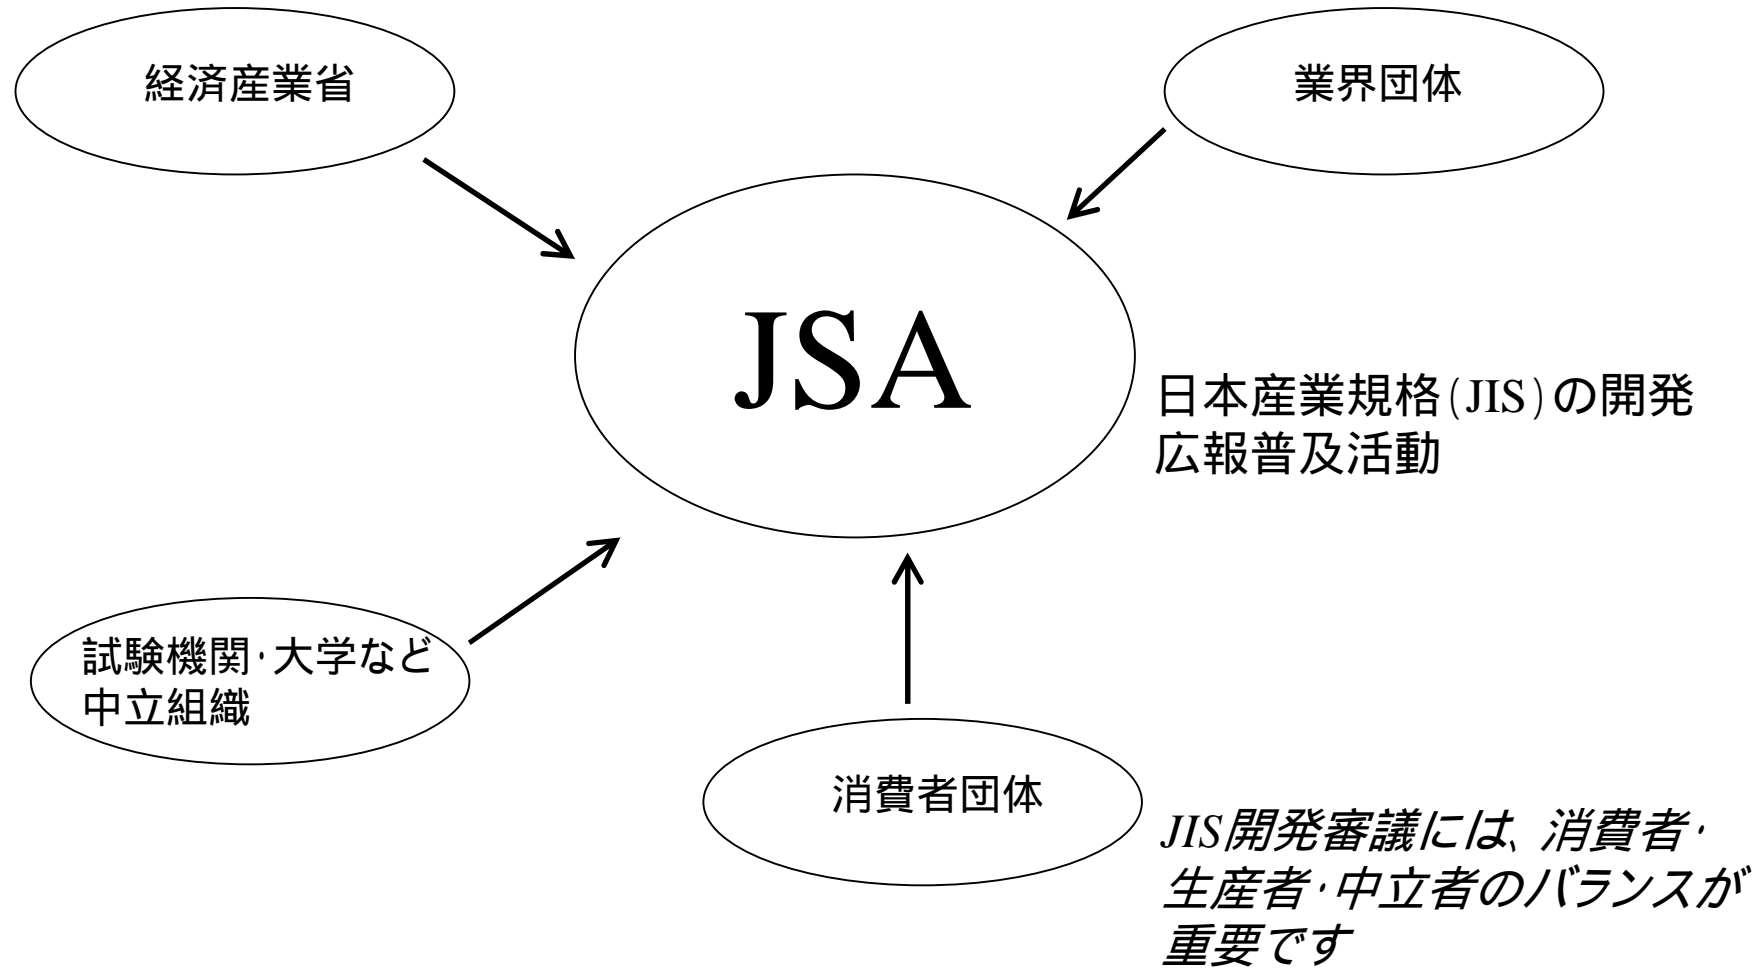 経済産業省
業界団体
JSA
日本産業規格(JIS)の開発
広報普及活動
試験機関・大学など
中立組織
消費者団体
JIS開発審議には、消費者・
生産者・中立者のバランスが
重要です